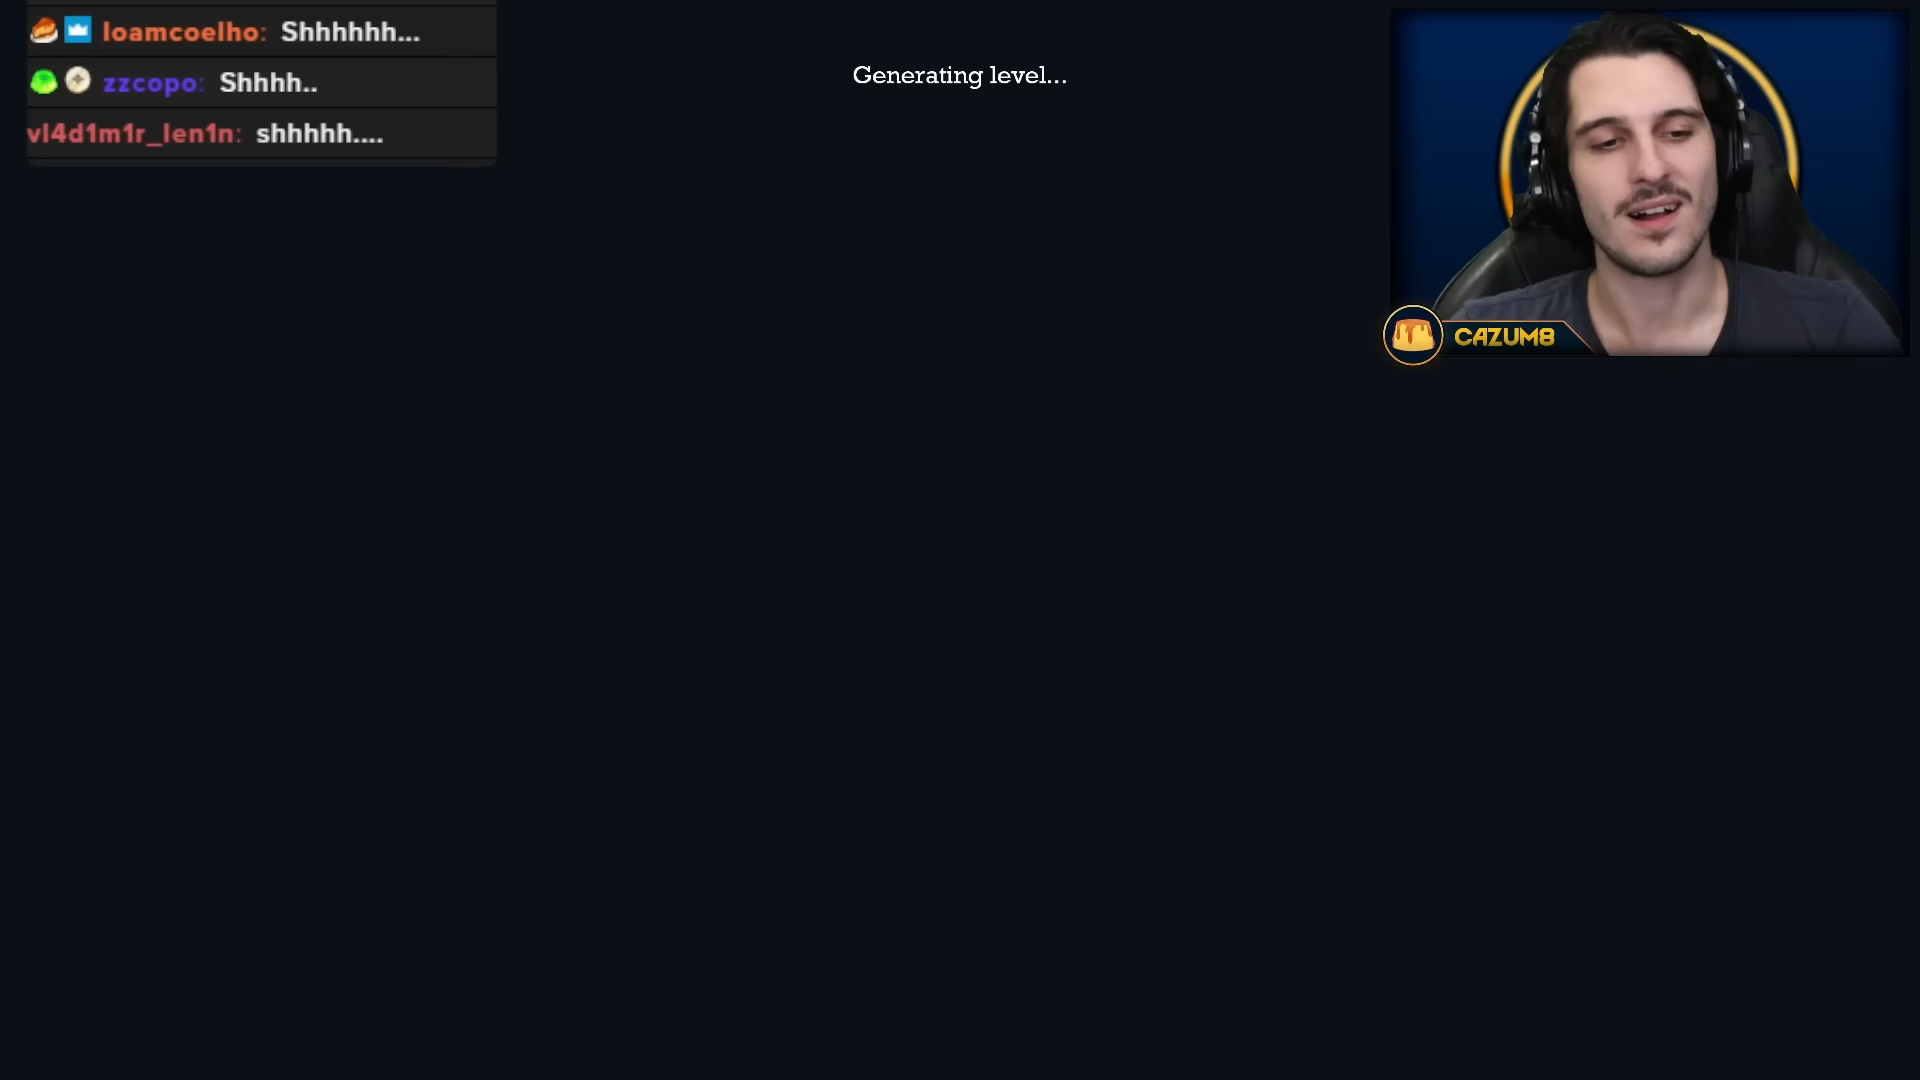 loamcoelho: Shhhhhh...
zzcopo: Shhhh..
vl4d1m1r_len1n: shhhhh....
Generating level...
CAZUM8